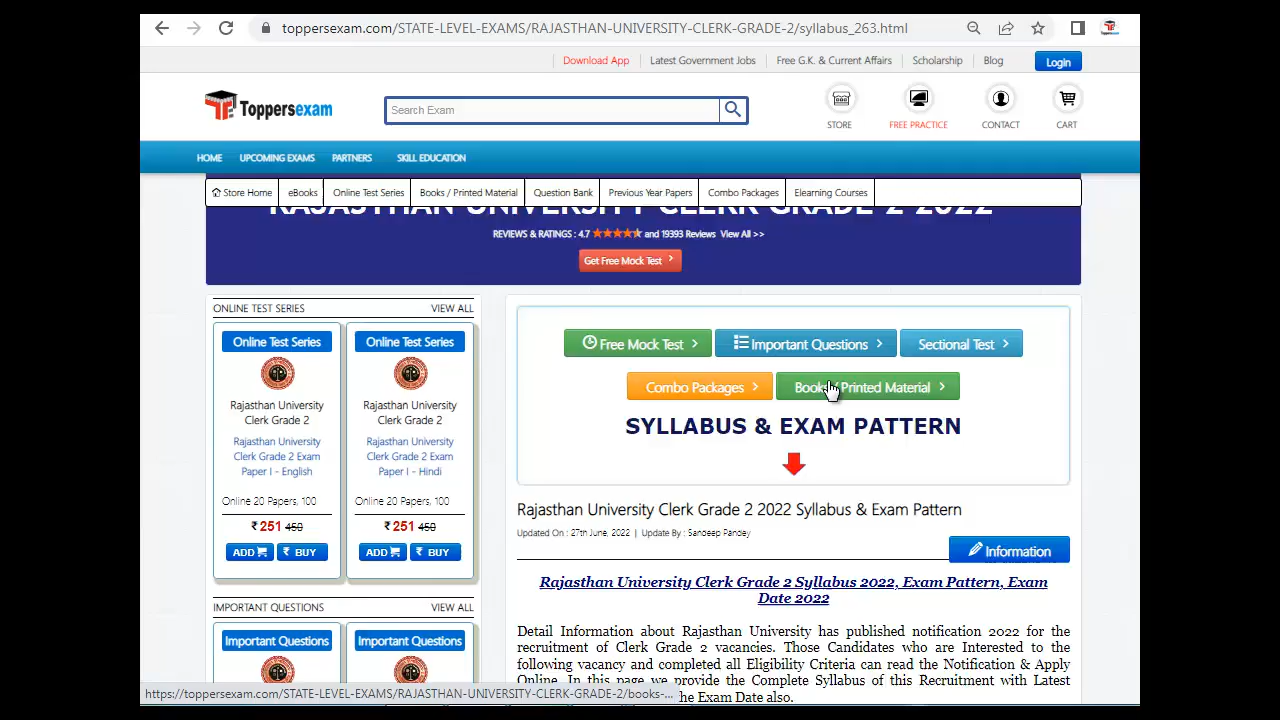 toppersexam.com/STATE-LEVEL-EXAMS/RAJASTHAN-UNIVERSITY-CLERK-GRADE-2/syllabus_263.html
Download App
Latest Government Jobs
Free G.K. & Current Affairs
Scholarship
Blog
Login
Toppersexam
Search Exam
STORE
FREE PRACTICE
CONTACT
CART
HOME
UPCOMING EXAMS
PARTNERS
SKILL EDUCATION
Store Home
eBooks
Online Test Series
Books / Printed Material
Question Bank
Previous Year Papers
Combo Packages
Elearning Courses
RAJASTHAN UNIVERSITY CLERK GRADE 2 2022
REVIEWS & RATINGS : 4.7 ★★★★ and 19393 Reviews View All >>
Get Free Mock Test
ONLINE TEST SERIES VIEW ALL
Online Test Series
Rajasthan University
Clerk Grade 2
Rajasthan University
Clerk Grade 2 Exam
Paper I - English
Online 20 Papers, 100
₹ 251 450
ADD
₹ BUY
Online Test Series
Rajasthan University
Clerk Grade 2
Rajasthan University
Clerk Grade 2 Exam
Paper I - Hindi
Online 20 Papers, 100
₹ 251 450
ADD
₹ BUY
IMPORTANT QUESTIONS VIEW ALL
Important Questions
Important Questions
Free Mock Test
Important Questions
Sectional Test
Combo Packages
Books / Printed Material
SYLLABUS & EXAM PATTERN
Rajasthan University Clerk Grade 2 2022 Syllabus & Exam Pattern
Updated On : 27th June, 2022 | Update By : Sandeep Pandey
Information
Rajasthan University Clerk Grade 2 Syllabus 2022, Exam Pattern, Exam
Date 2022
Detail Information about Rajasthan University has published notification 2022 for the
recruitment of Clerk Grade 2 vacancies. Those Candidates who are Interested to the
following vacancy and completed all Eligibility Criteria can read the Notification & Apply
Online. In this page we provide the Complete Syllabus of this Recruitment with Latest
the Exam Date also.
https://toppersexam.com/STATE-LEVEL-EXAMS/RAJASTHAN-UNIVERSITY-CLERK-GRADE-2/books-...